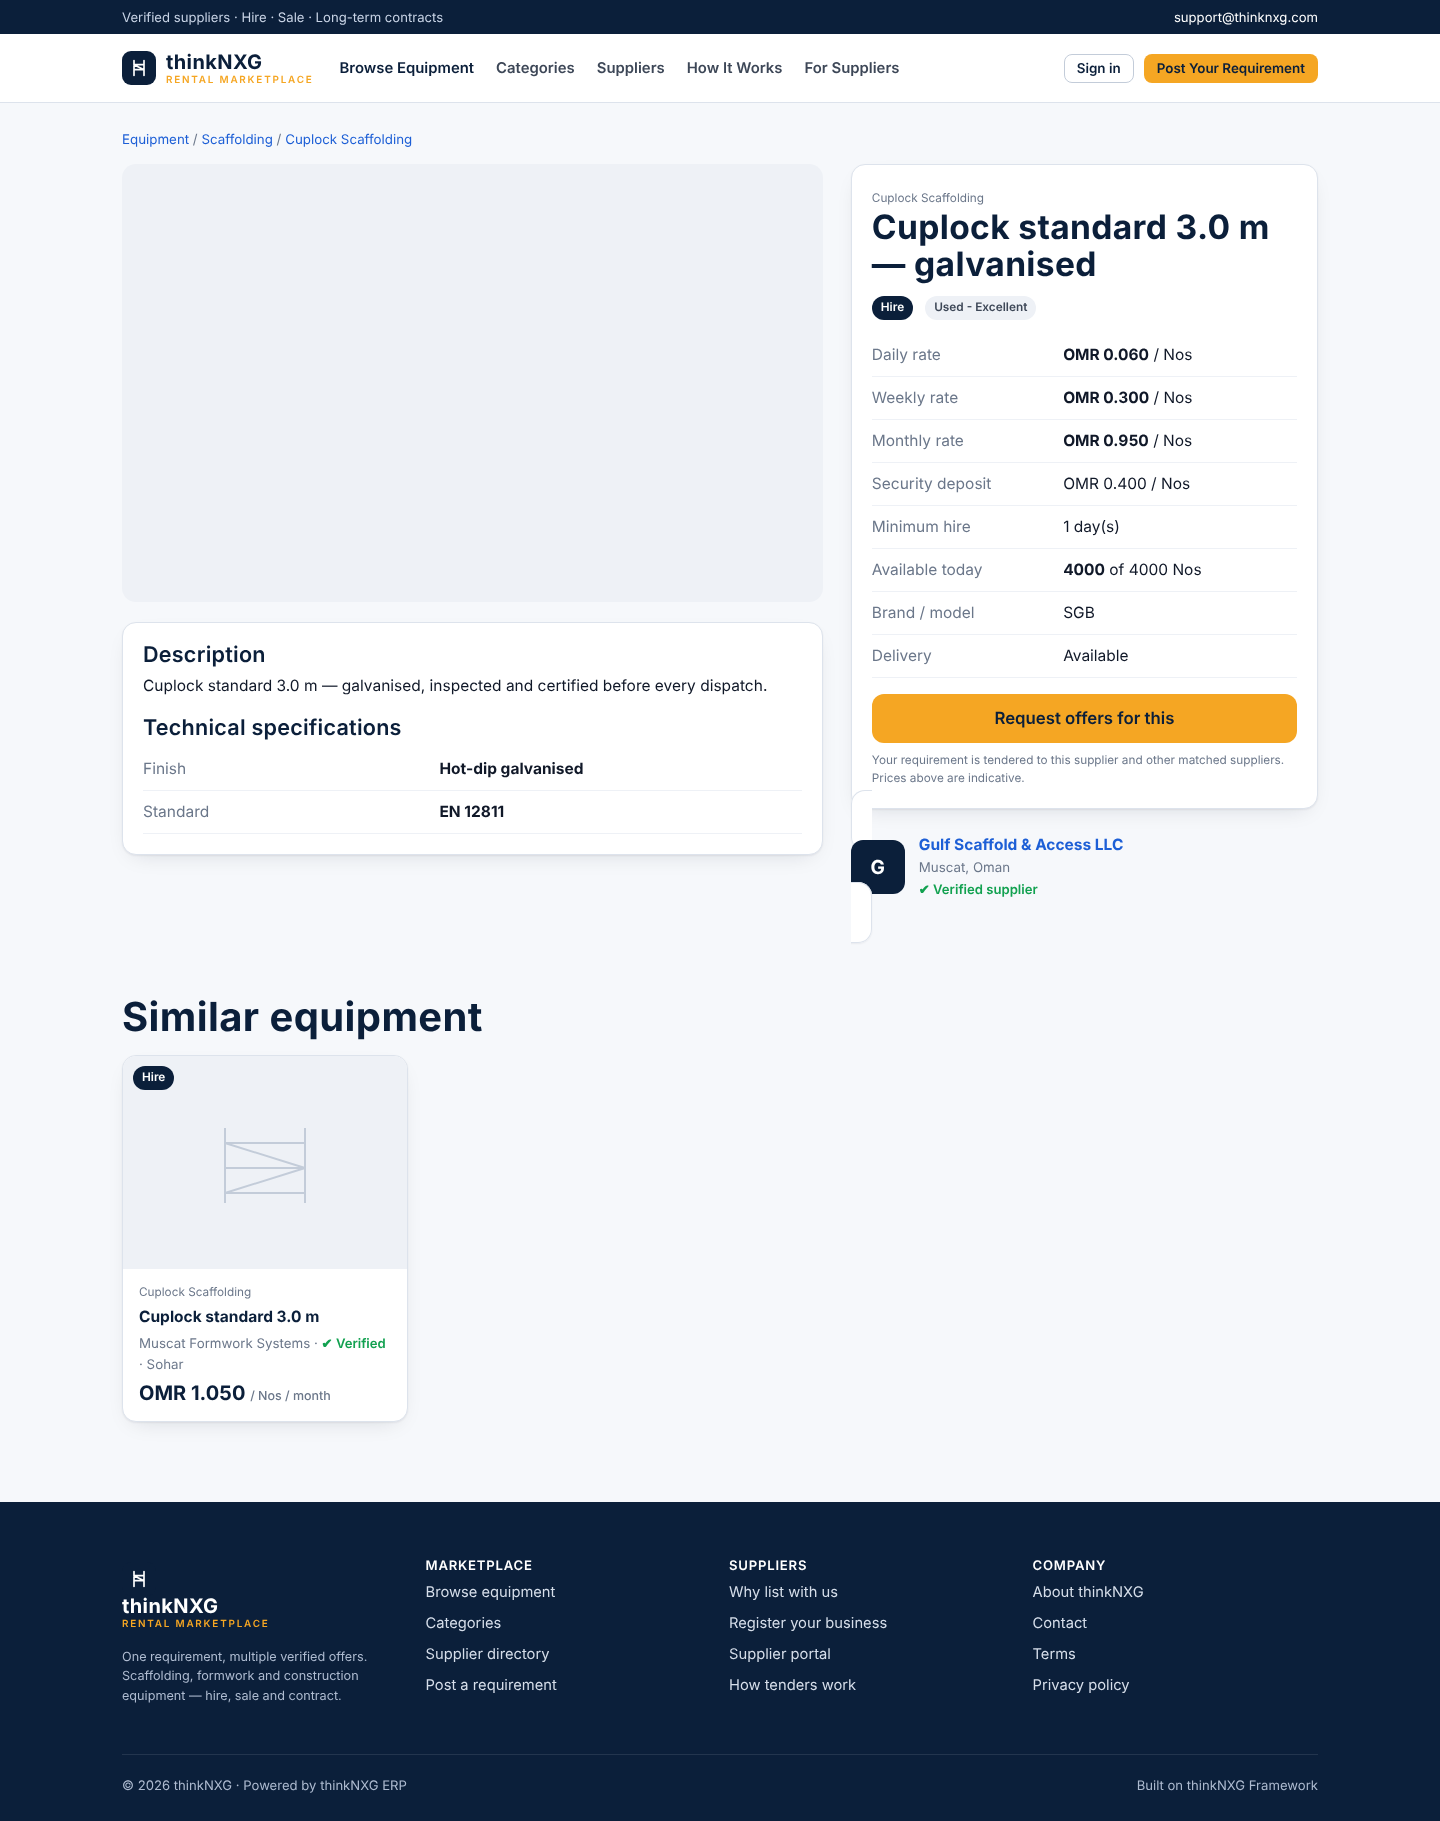 Verified suppliers · Hire · Sale · Long-term contracts
support@thinknxg.com
thinkNXG
RENTAL MARKETPLACE
Browse Equipment
Categories
Suppliers
How It Works
For Suppliers
Sign in
Post Your Requirement
Equipment / Scaffolding / Cuplock Scaffolding
Cuplock Scaffolding
Cuplock standard 3.0 m
— galvanised
Hire
Used - Excellent
Daily rate OMR 0.060 / Nos
Weekly rate OMR 0.300 / Nos
Monthly rate OMR 0.950 / Nos
Security deposit OMR 0.400 / Nos
Minimum hire 1 day(s)
Available today 4000 of 4000 Nos
Brand / model SGB
Delivery Available
Request offers for this
Your requirement is tendered to this supplier and other matched suppliers.
Prices above are indicative.
Description
Cuplock standard 3.0 m — galvanised, inspected and certified before every dispatch.
Technical specifications
Finish Hot-dip galvanised
Standard EN 12811
G
Gulf Scaffold & Access LLC
Muscat, Oman
✔ Verified supplier
Similar equipment
Hire
Cuplock Scaffolding
Cuplock standard 3.0 m
Muscat Formwork Systems · ✔ Verified
· Sohar
OMR 1.050 / Nos / month
thinkNXG
RENTAL MARKETPLACE
One requirement, multiple verified offers.
Scaffolding, formwork and construction
equipment — hire, sale and contract.
MARKETPLACE
Browse equipment
Categories
Supplier directory
Post a requirement
SUPPLIERS
Why list with us
Register your business
Supplier portal
How tenders work
COMPANY
About thinkNXG
Contact
Terms
Privacy policy
© 2026 thinkNXG · Powered by thinkNXG ERP
Built on thinkNXG Framework